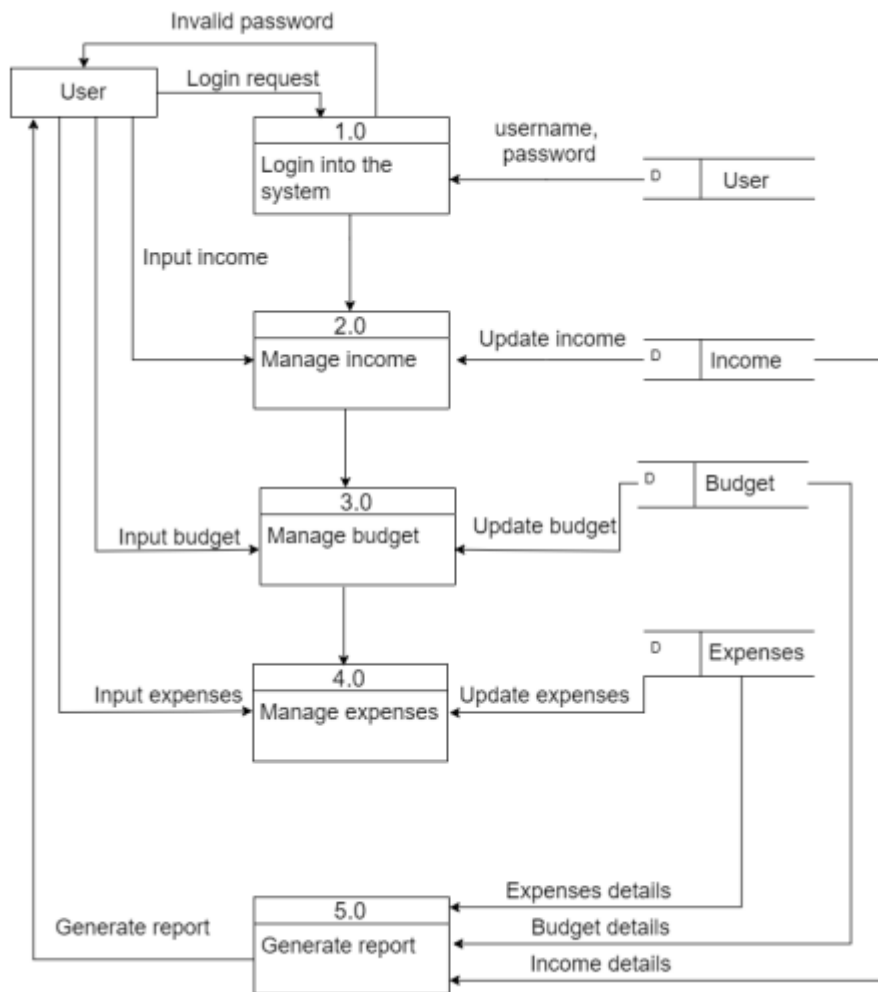 Invalid password
User
Login request
1.0
Login into the
system
username,
password
D
User
Input income
2.0
Manage income
Update income
D
Income
3.0
Manage budget
Input budget
Update budget
D
Budget
4.0
Manage expenses
Input expenses
Update expenses
D
Expenses
5.0
Generate report
Generate report
Expenses details
Budget details
Income details